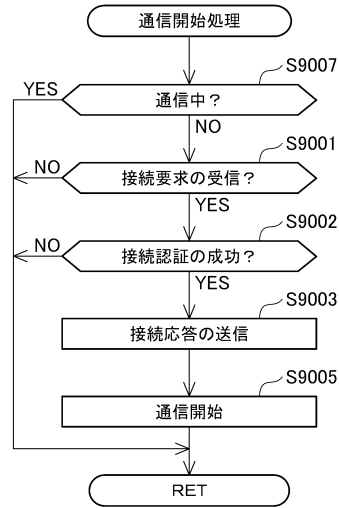 通信開始処理
S9007
YES
通信中？
NO
S9001
NO
接続要求の受信？
YES
S9002
NO
接続認証の成功？
YES
S9003
接続応答の送信
S9005
通信開始
RET